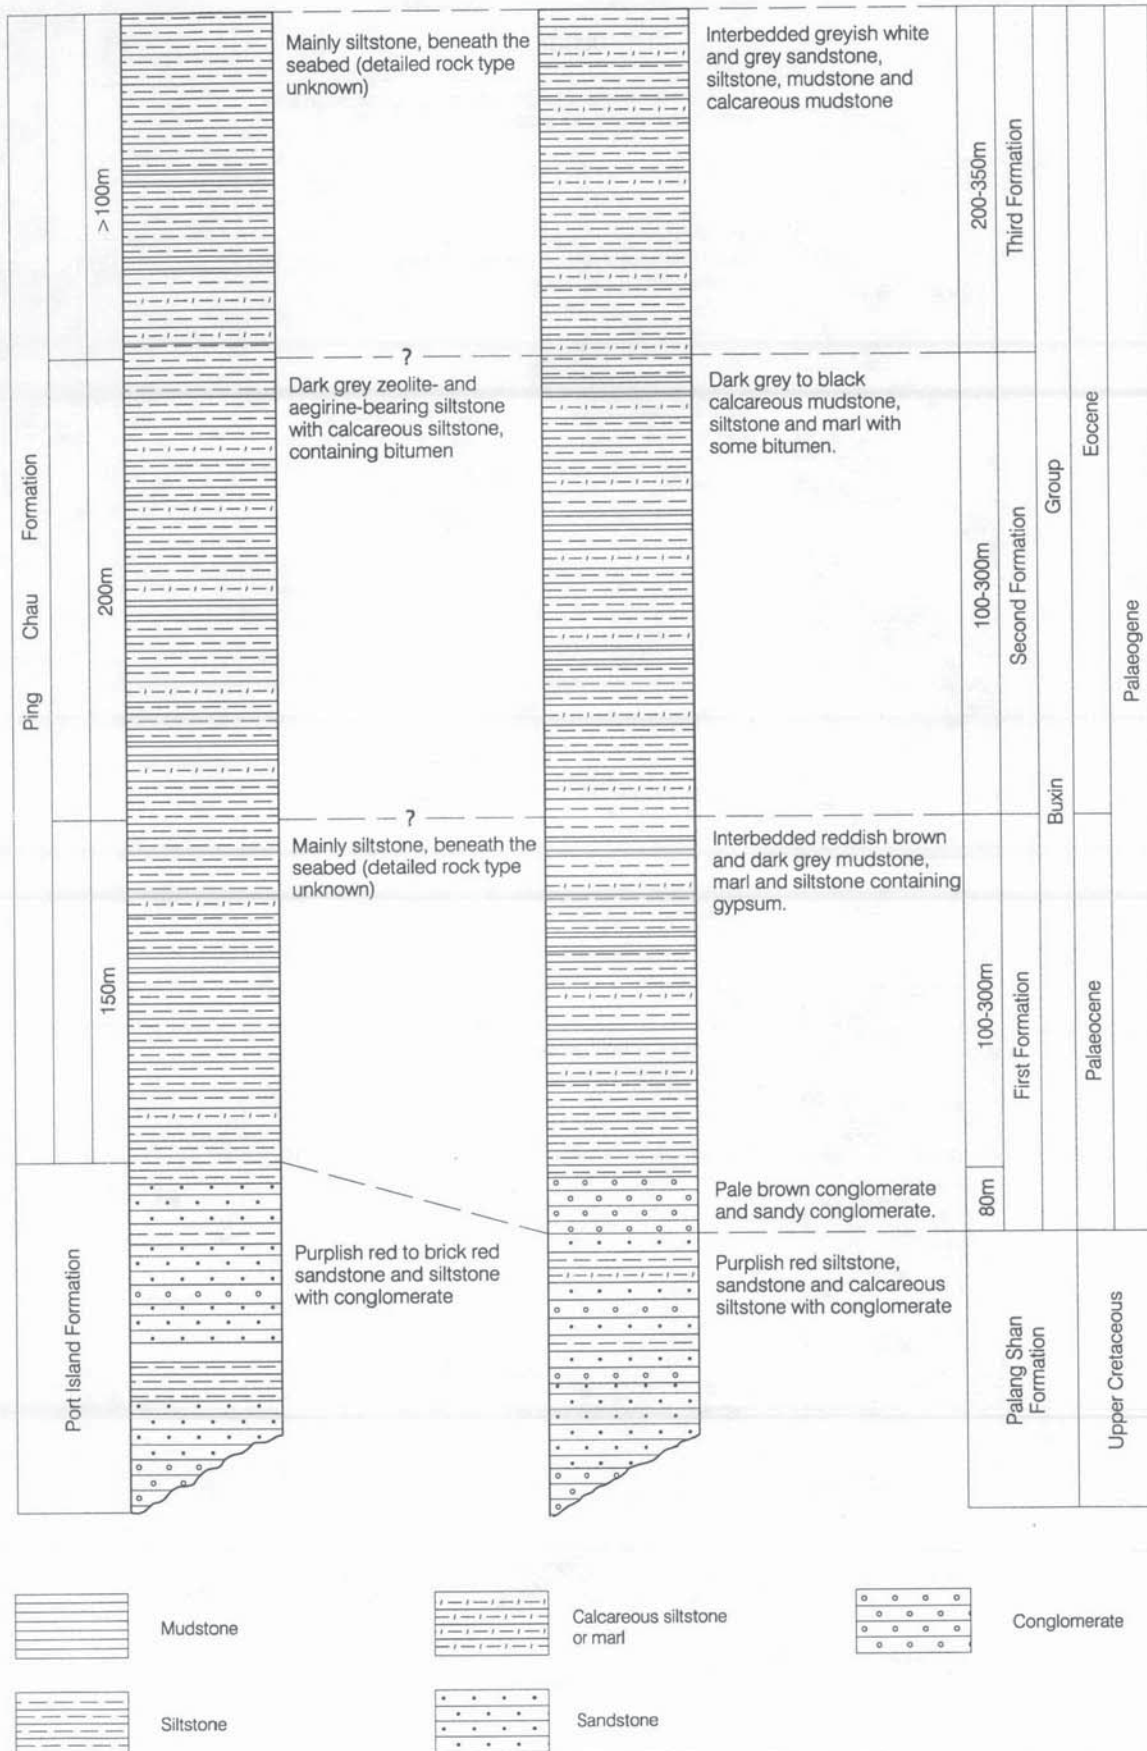 Mainly siltstone, beneath the
seabed (detailed rock type
unknown)
Interbedded greyish white
and grey sandstone,
siltstone, mudstone and
calcareous mudstone
>100m
200-350m
Third Formation
?
Dark grey zeolite- and
aegirine-bearing siltstone
with calcareous siltstone,
containing bitumen
Dark grey to black
calcareous mudstone,
siltstone and marl with
some bitumen.
Ping Chau Formation
200m
100-300m
Second Formation
Buxin Group
Eocene
Palaeogene
?
Mainly siltstone, beneath the
seabed (detailed rock type
unknown)
Interbedded reddish brown
and dark grey mudstone,
marl and siltstone containing
gypsum.
150m
100-300m
First Formation
Palaeocene
Pale brown conglomerate
and sandy conglomerate.
80m
Port Island Formation
Purplish red to brick red
sandstone and siltstone
with conglomerate
Purplish red siltstone,
sandstone and calcareous
siltstone with conglomerate
Palang Shan
Formation
Upper Cretaceous
Mudstone
Calcareous siltstone
or marl
Conglomerate
Siltstone
Sandstone